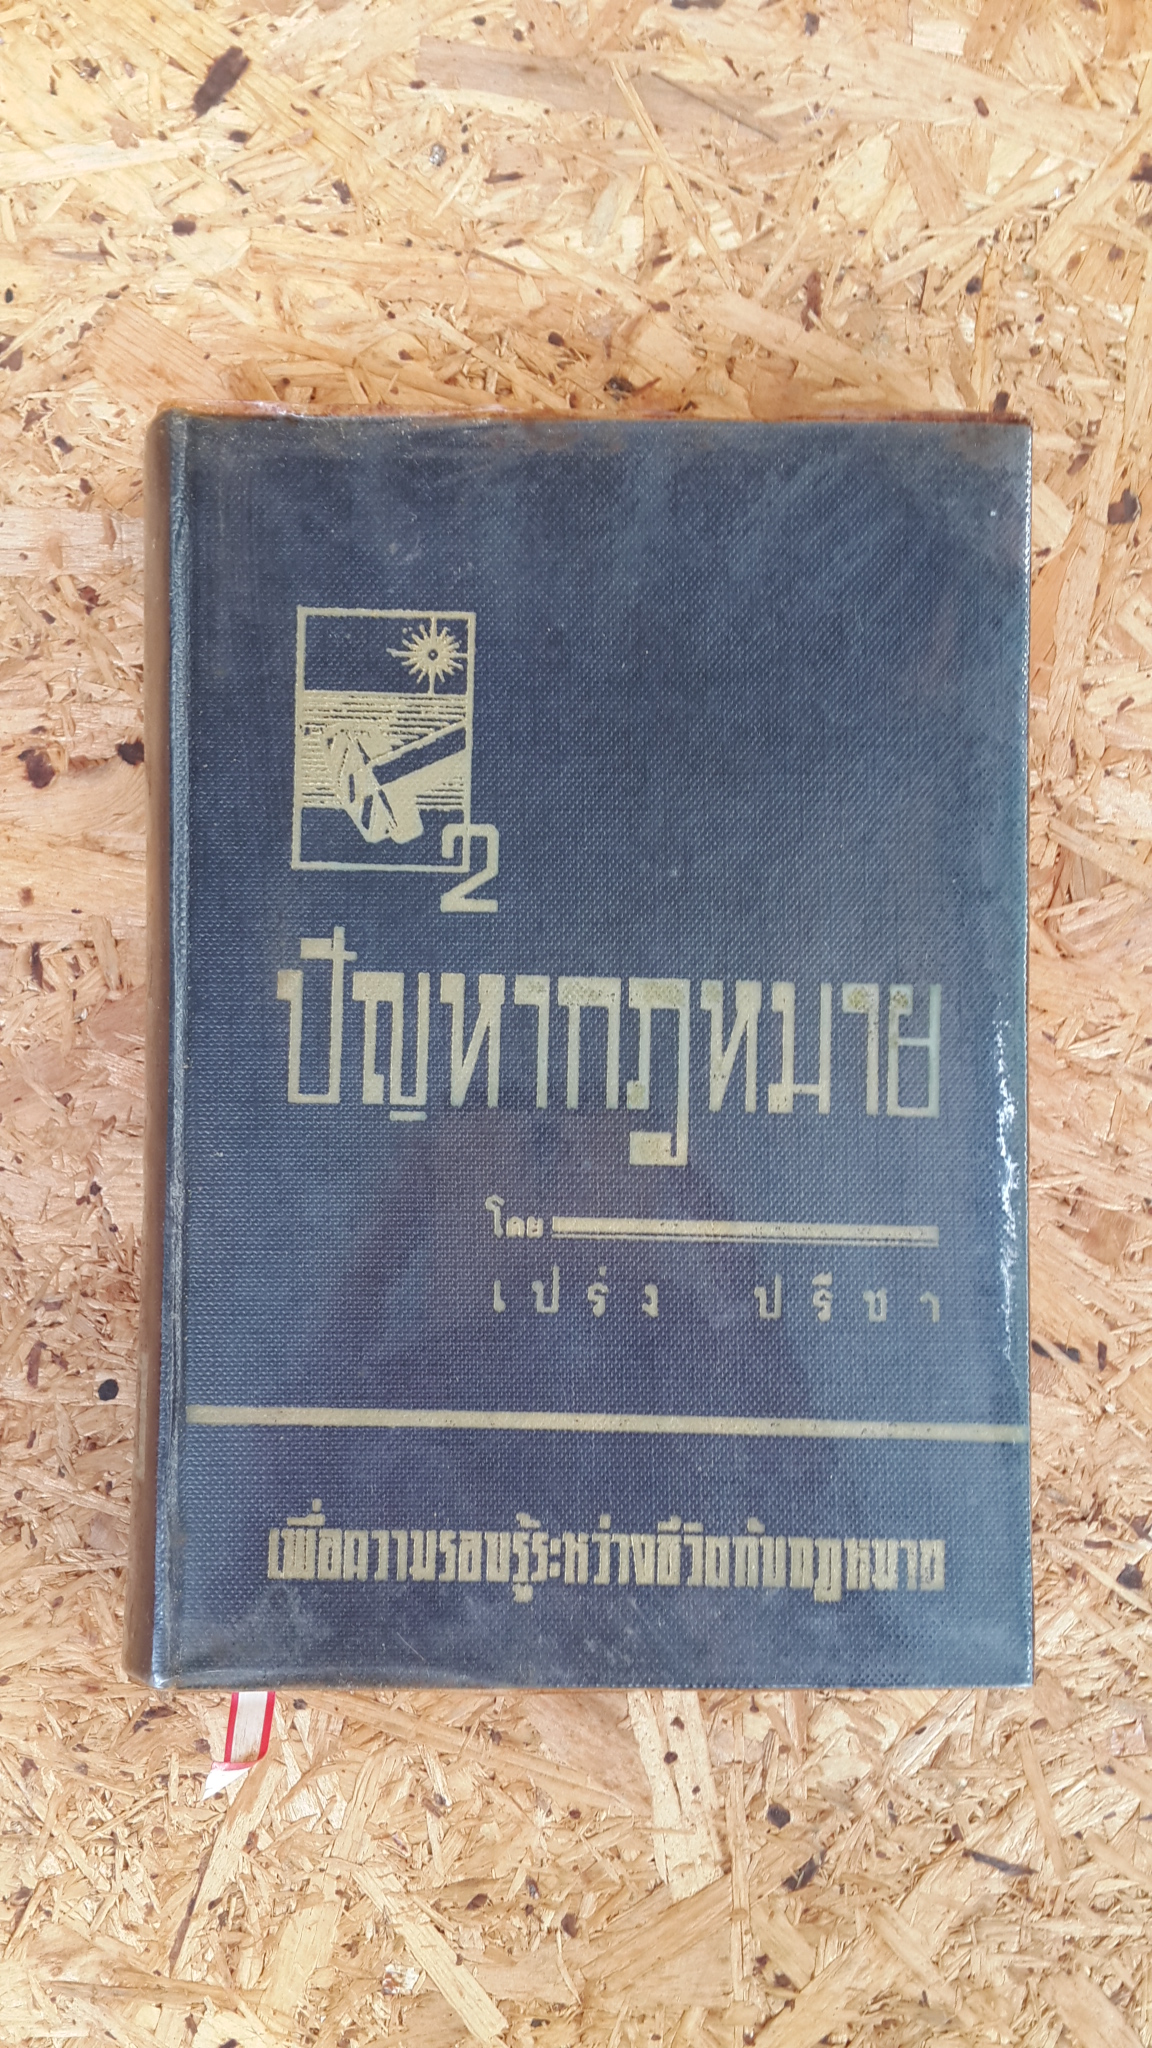 2
ปัญหากฎหมาย
โดย
เปร่ง ปรีชา
เพื่อความรอบรู้ระหว่างชีวิตกับกฎหมาย